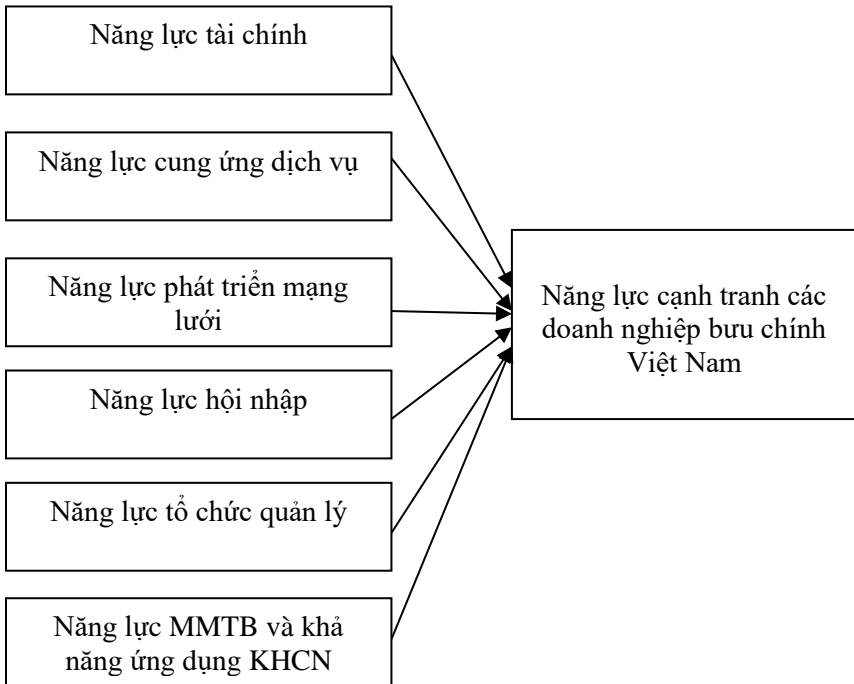 Năng lực tài chính
Năng lực cung ứng dịch vụ
Năng lực phát triển mạng
lưới
Năng lực hội nhập
Năng lực tổ chức quản lý
Năng lực MMTB và khả
năng ứng dụng KHCN
Năng lực cạnh tranh các
doanh nghiệp bưu chính
Việt Nam